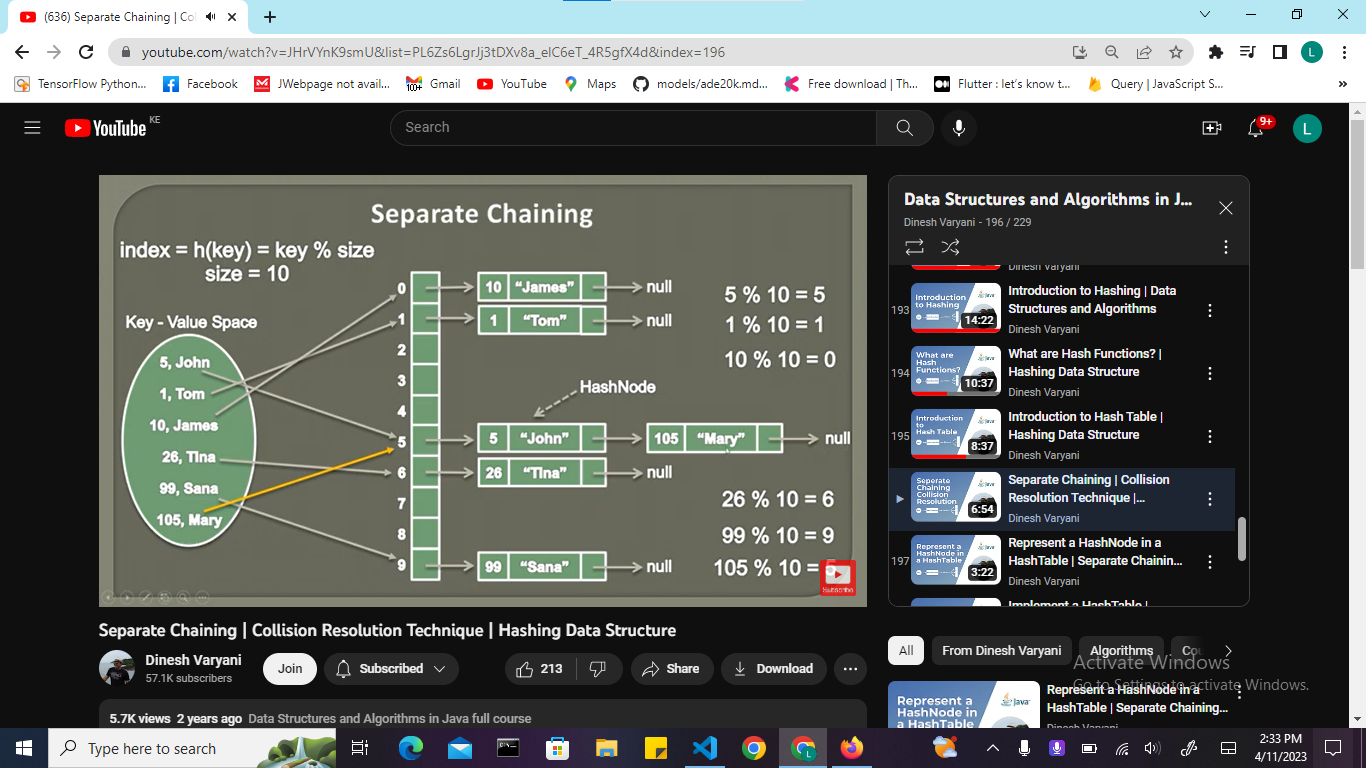 (636) Separate Chaining | Co
youtube.com/watch?v=JHrVYnK9smU&list=PL6Zs6LgrJj3tDXv8a_elC6eT_4R5gfX4d&index=196
L
TensorFlow Python...
Facebook
JWebpage not avail...
100+
Gmail
YouTube
Maps
models/ade20k.md...
Free download | Th...
Flutter : let's know t...
Query | JavaScript S...
YouTube KE
Search
9+
L
Separate Chaining
index = h(key) = key % size
size = 10
Key - Value Space
5, John
1, Tom
10, James
26, Tina
99, Sana
105, Mary
0
1
2
3
4
5
6
7
8
9
10 "James" null
1 "Tom" null
HashNode
5 "John" 105 "Mary" null
26 "Tina" null
99 "Sana" null
5 % 10 = 5
1 % 10 = 1
10 % 10 = 0
26 % 10 = 6
99 % 10 = 9
105 % 10 = 5
Subscribe
Data Structures and Algorithms in J...
Dinesh Varyani - 196 / 229
Dinesh Varyani
193
Introduction to Hashing
Java
14:22
Introduction to Hashing | Data
Structures and Algorithms
Dinesh Varyani
194
What are Hash Functions?
Java
10:37
What are Hash Functions? |
Hashing Data Structure
Dinesh Varyani
195
Introduction to Hash Table
Java
8:37
Introduction to Hash Table |
Hashing Data Structure
Dinesh Varyani
Seperate Chaining Collision Resolution
Java
6:54
Separate Chaining | Collision
Resolution Technique |...
Dinesh Varyani
197
Represent a HashNode in a HashTable
Java
3:22
Represent a HashNode in a
HashTable | Separate Chainin...
Dinesh Varyani
Implement a HashTable |
Separate Chaining | Collision Resolution Technique | Hashing Data Structure
Dinesh Varyani
57.1K subscribers
Join
Subscribed
213
Share
Download
5.7K views 2 years ago Data Structures and Algorithms in Java full course
All
From Dinesh Varyani
Algorithms
Co
Activate Windows
Go to Settings to activate Windows.
Represent a
HashNode in
a HashTable
Java
Represent a HashNode in a
HashTable | Separate Chaining...
Dinesh Varyani
Type here to search
2:33 PM
4/11/2023